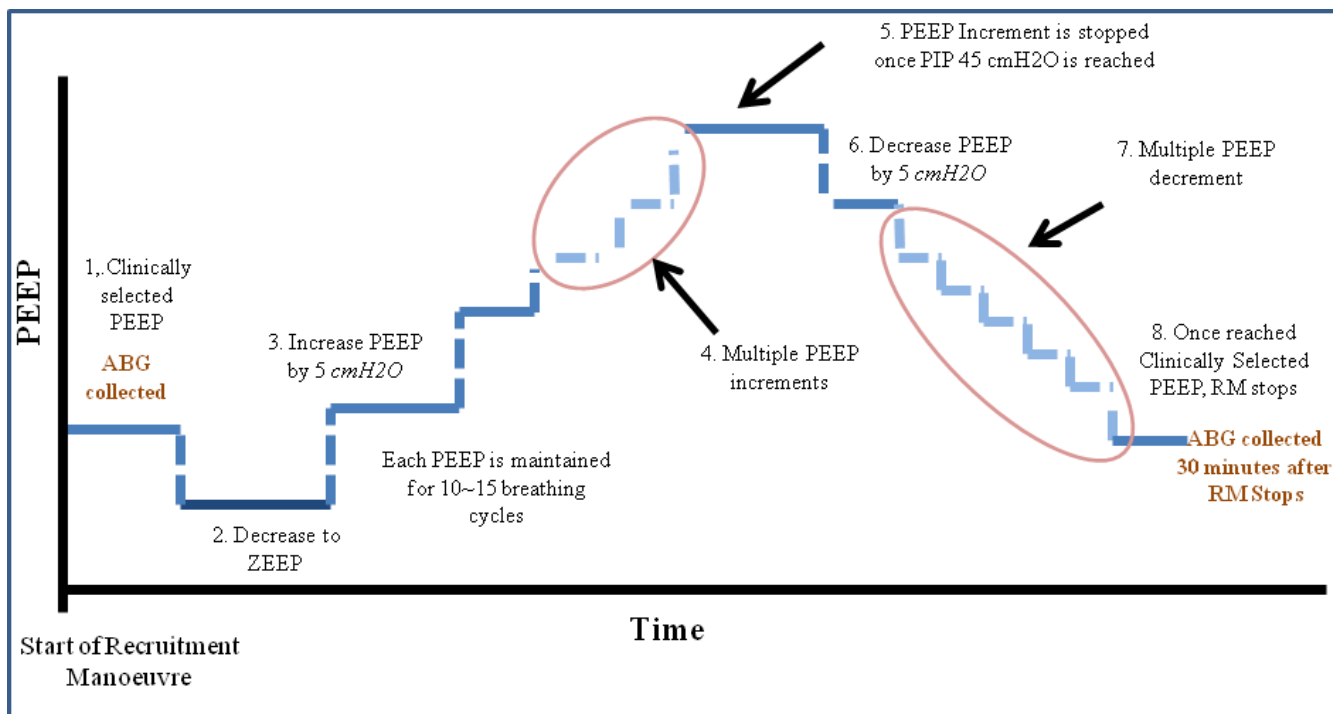 5. PEEP Increment is stopped
once PIP 45 cmH2O is reached
6. Decrease PEEP
by 5 cmH2O
7. Multiple PEEP
decrement
1,. Clinically
selected
PEEP
ABG
collected
PEEP
3. Increase PEEP
by 5 cmH2O
4. Multiple PEEP
increments
8. Once reached
Clinically Selected
PEEP, RM stops
ABG collected
30 minutes after
RM Stops
Each PEEP is maintained
for 10~15 breathing
cycles
2. Decrease to
ZEEP
Time
Start of Recruitment
Manoeuvre